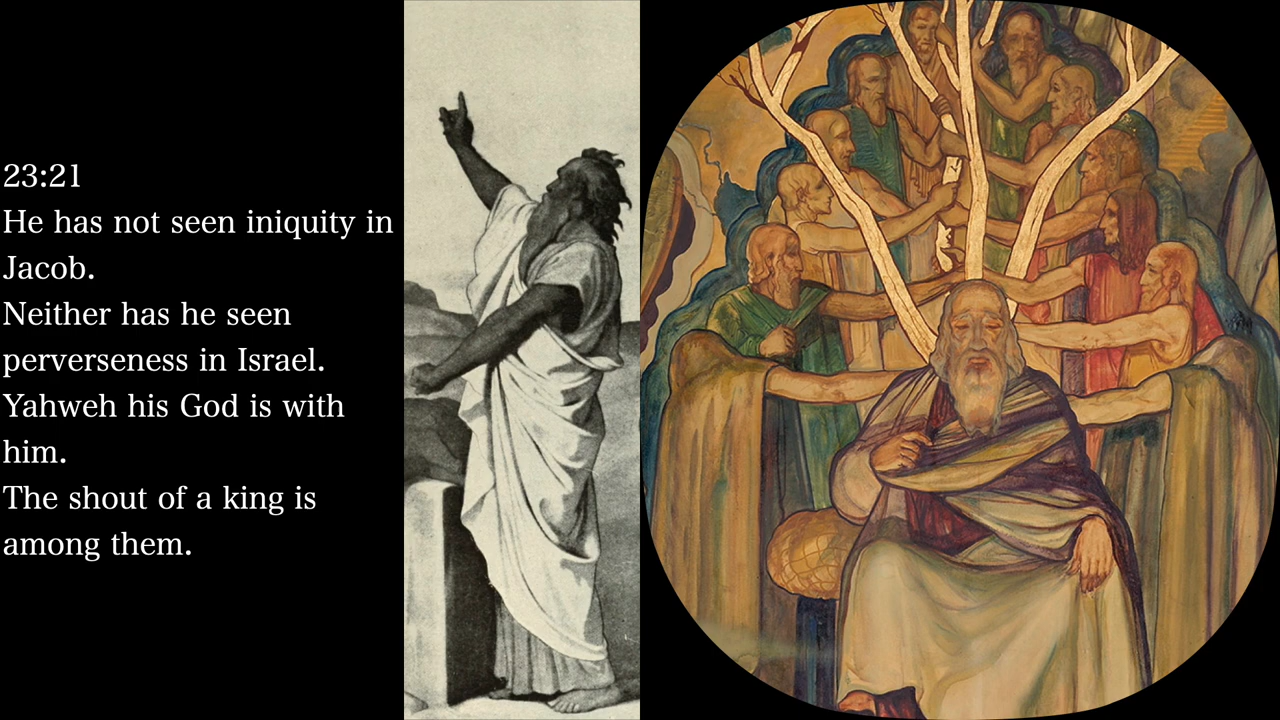 23:21
He has not seen iniquity in
Jacob.
Neither has he seen
perverseness in Israel.
Yahweh his God is with
him.
The shout of a king is
among them.